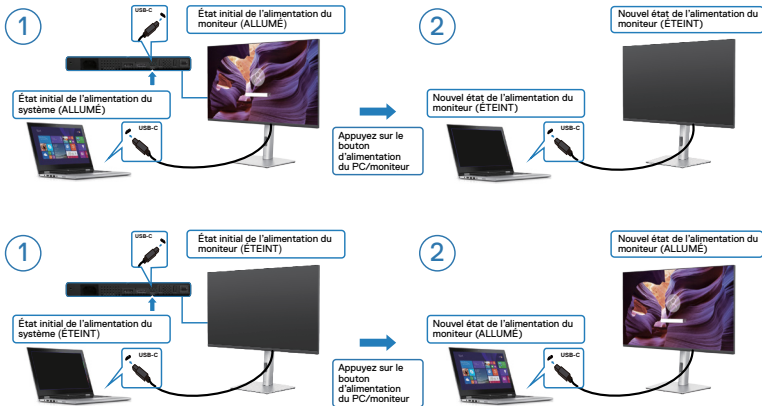 1
USB-C
État initial de l'alimentation du
moniteur (ALLUMÉ)
État initial de l'alimentation du
système (ALLUMÉ)
USB-C
Appuyez sur le
bouton
d'alimentation
du PC/moniteur
2
Nouvel état de l'alimentation du
moniteur (ÉTEINT)
Nouvel état de l'alimentation du
moniteur (ÉTEINT)
USB-C
1
USB-C
État initial de l'alimentation du
moniteur (ÉTEINT)
État initial de l'alimentation du
système (ÉTEINT)
USB-C
Appuyez sur le
bouton
d'alimentation
du PC/moniteur
2
Nouvel état de l'alimentation du
moniteur (ALLUMÉ)
Nouvel état de l'alimentation du
moniteur (ALLUMÉ)
USB-C